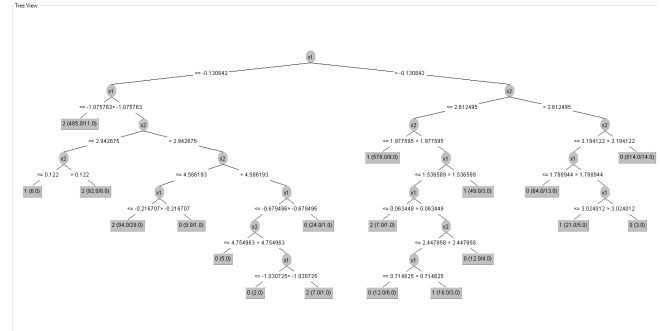 Tree View
x1
<= -0.130842 > -0.130842
x1 x2
<= -1.075763 > -1.075763 <= 2.612495 > 2.612495
2 (485.0/11.0) x2 x2 x2
<= 2.942675 > 2.942675 <= 1.977595 > 1.977595 <= 3.194122 > 3.194122
x2 x2 1 (578.0/9.0) x1 x1 0 (514.0/14.0)
<= 0.122 > 0.122 <= 4.586193 > 4.586193 <= 1.536589 > 1.536589 <= 1.788944 > 1.788944
1 (6.0) 2 (92.0/6.0) x1 x1 x1 1 (49.0/3.0) 0 (64.0/13.0) x1
<= -0.216707 > -0.216707 <= -0.679496 > -0.679496 <= 0.063448 > 0.063448 <= 3.024012 > 3.024012
2 (94.0/29.0) 0 (9.0/1.0) x2 0 (24.0/1.0) 2 (7.0/1.0) x2 1 (21.0/5.0) 0 (3.0)
<= 4.754963 > 4.754963 <= 2.447858 > 2.447858
0 (5.0) x1 x1 0 (12.0/4.0)
<= -1.030725 > -1.030725 <= 0.714625 > 0.714625
0 (2.0) 2 (7.0/1.0) 0 (12.0/6.0) 1 (16.0/3.0)